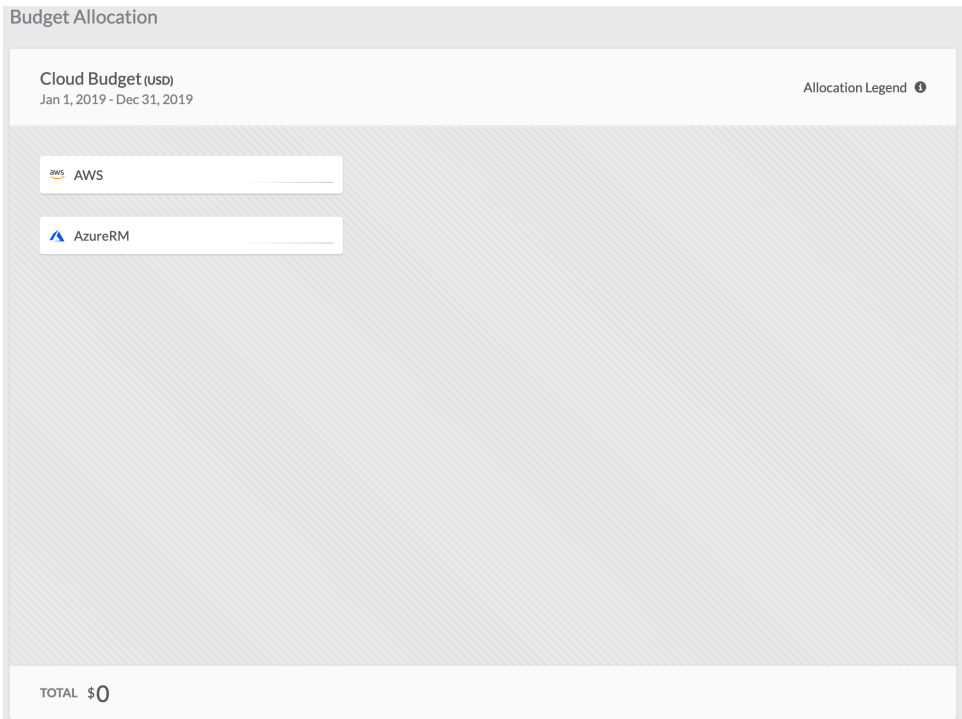 Budget Allocation
Cloud Budget (USD)
Jan 1, 2019 - Dec 31, 2019
Allocation Legend
aws AWS
AzureRM
TOTAL $0